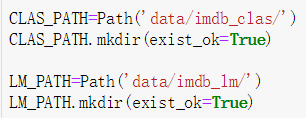 CLAS_PATH=Path('data/imdb_clas/')
CLAS_PATH.mkdir(exist_ok=True)
LM_PATH=Path('data/imdb_lm/')
LM_PATH.mkdir(exist_ok=True)